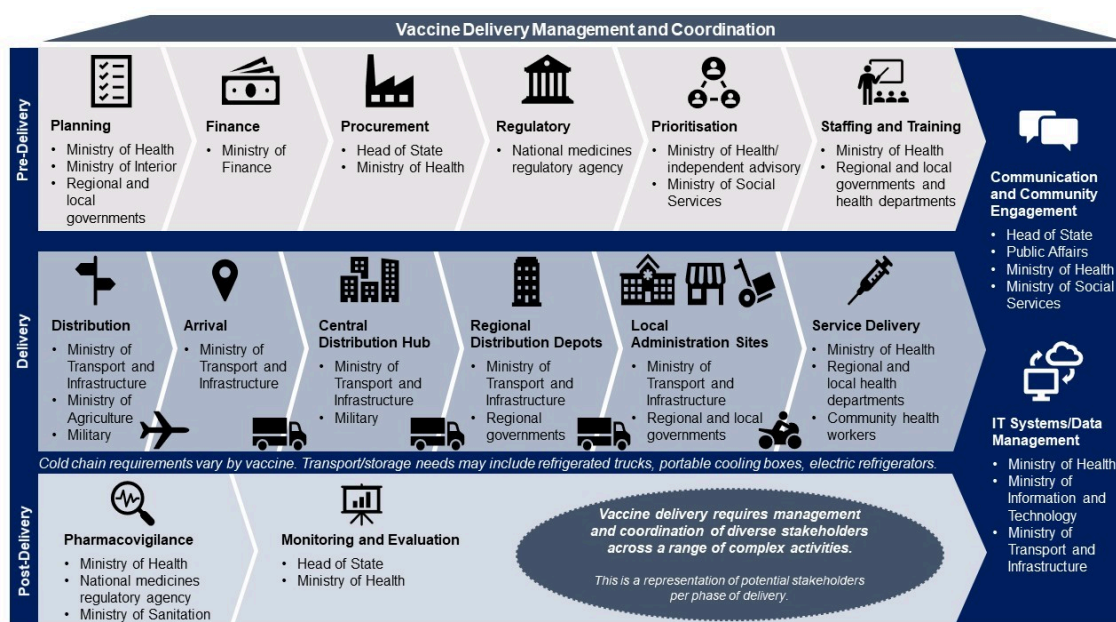 Vaccine Delivery Management and Coordination
Pre-Delivery
Planning
• Ministry of Health
• Ministry of Interior
• Regional and
local
governments
Finance
• Ministry of
Finance
Procurement
• Head of State
• Ministry of Health
Regulatory
• National medicines
regulatory agency
Prioritisation
• Ministry of Health/
independent advisory
• Ministry of Social
Services
Staffing and Training
• Ministry of Health
• Regional and local
governments and
health departments
Delivery
Distribution
• Ministry of
Transport and
Infrastructure
• Ministry of
Agriculture
• Military
Arrival
• Ministry of
Transport and
Infrastructure
Central
Distribution Hub
• Ministry of
Transport and
Infrastructure
• Military
Regional
Distribution Depots
• Ministry of
Transport and
Infrastructure
• Regional
governments
Local
Administration Sites
• Ministry of
Transport and
Infrastructure
• Regional and local
governments
Service Delivery
• Ministry of Health
• Regional and
local health
departments
• Community health
workers
Cold chain requirements vary by vaccine. Transport/storage needs may include refrigerated trucks, portable cooling boxes, electric refrigerators.
Post-Delivery
Pharmacovigilance
• Ministry of Health
• National medicines
regulatory agency
• Ministry of Sanitation
Monitoring and Evaluation
• Head of State
• Ministry of Health
Vaccine delivery requires management
and coordination of diverse stakeholders
across a range of complex activities.
This is a representation of potential stakeholders
per phase of delivery.
Communication
and Community
Engagement
• Head of State
• Public Affairs
• Ministry of Health
• Ministry of Social
Services
IT Systems/Data
Management
• Ministry of Health
• Ministry of
Information and
Technology
• Ministry of
Transport and
Infrastructure